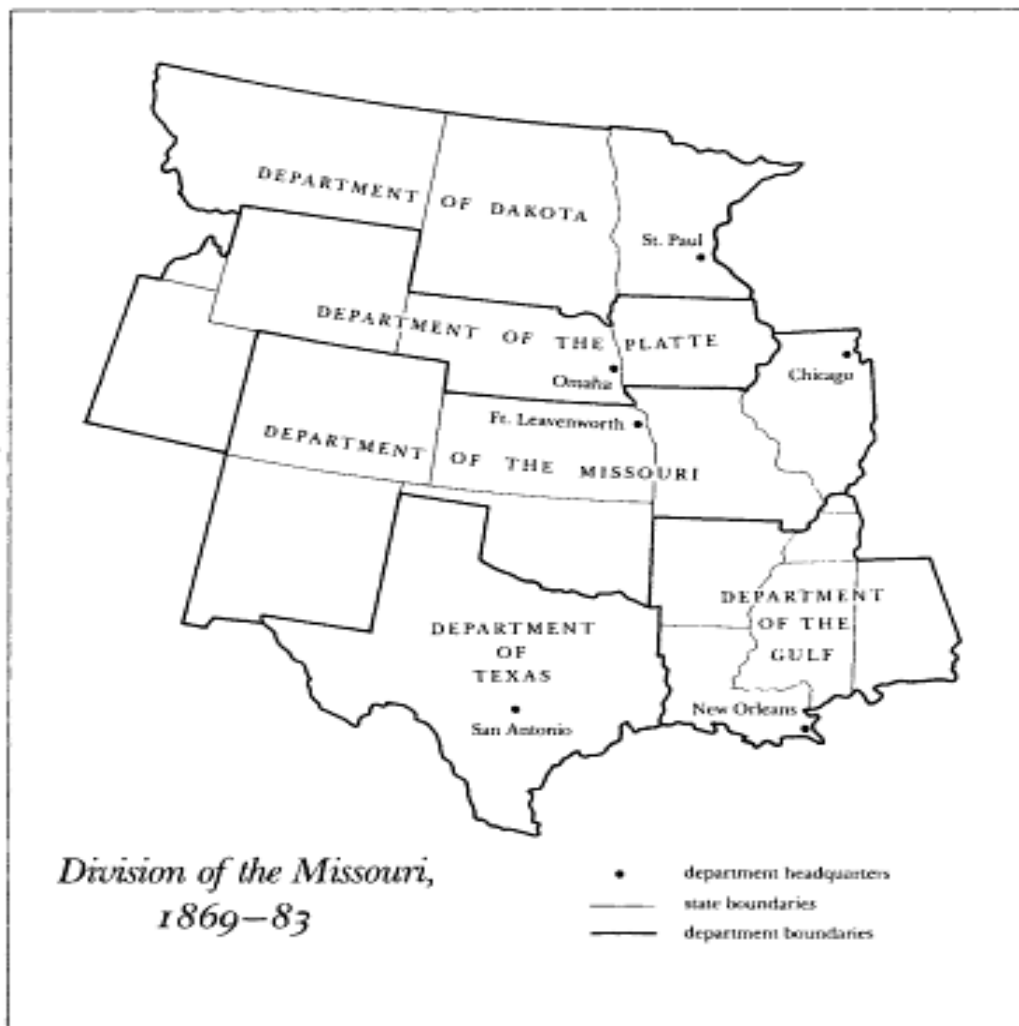 DEPARTMENT OF DAKOTA
St. Paul
DEPARTMENT OF THE PLATTE
Omaha
Chicago
Ft. Leavenworth
DEPARTMENT OF THE MISSOURI
DEPARTMENT
OF THE
GULF
DEPARTMENT
OF
TEXAS
New Orleans
San Antonio
Division of the Missouri,
1869–83
department headquarters
state boundaries
department boundaries